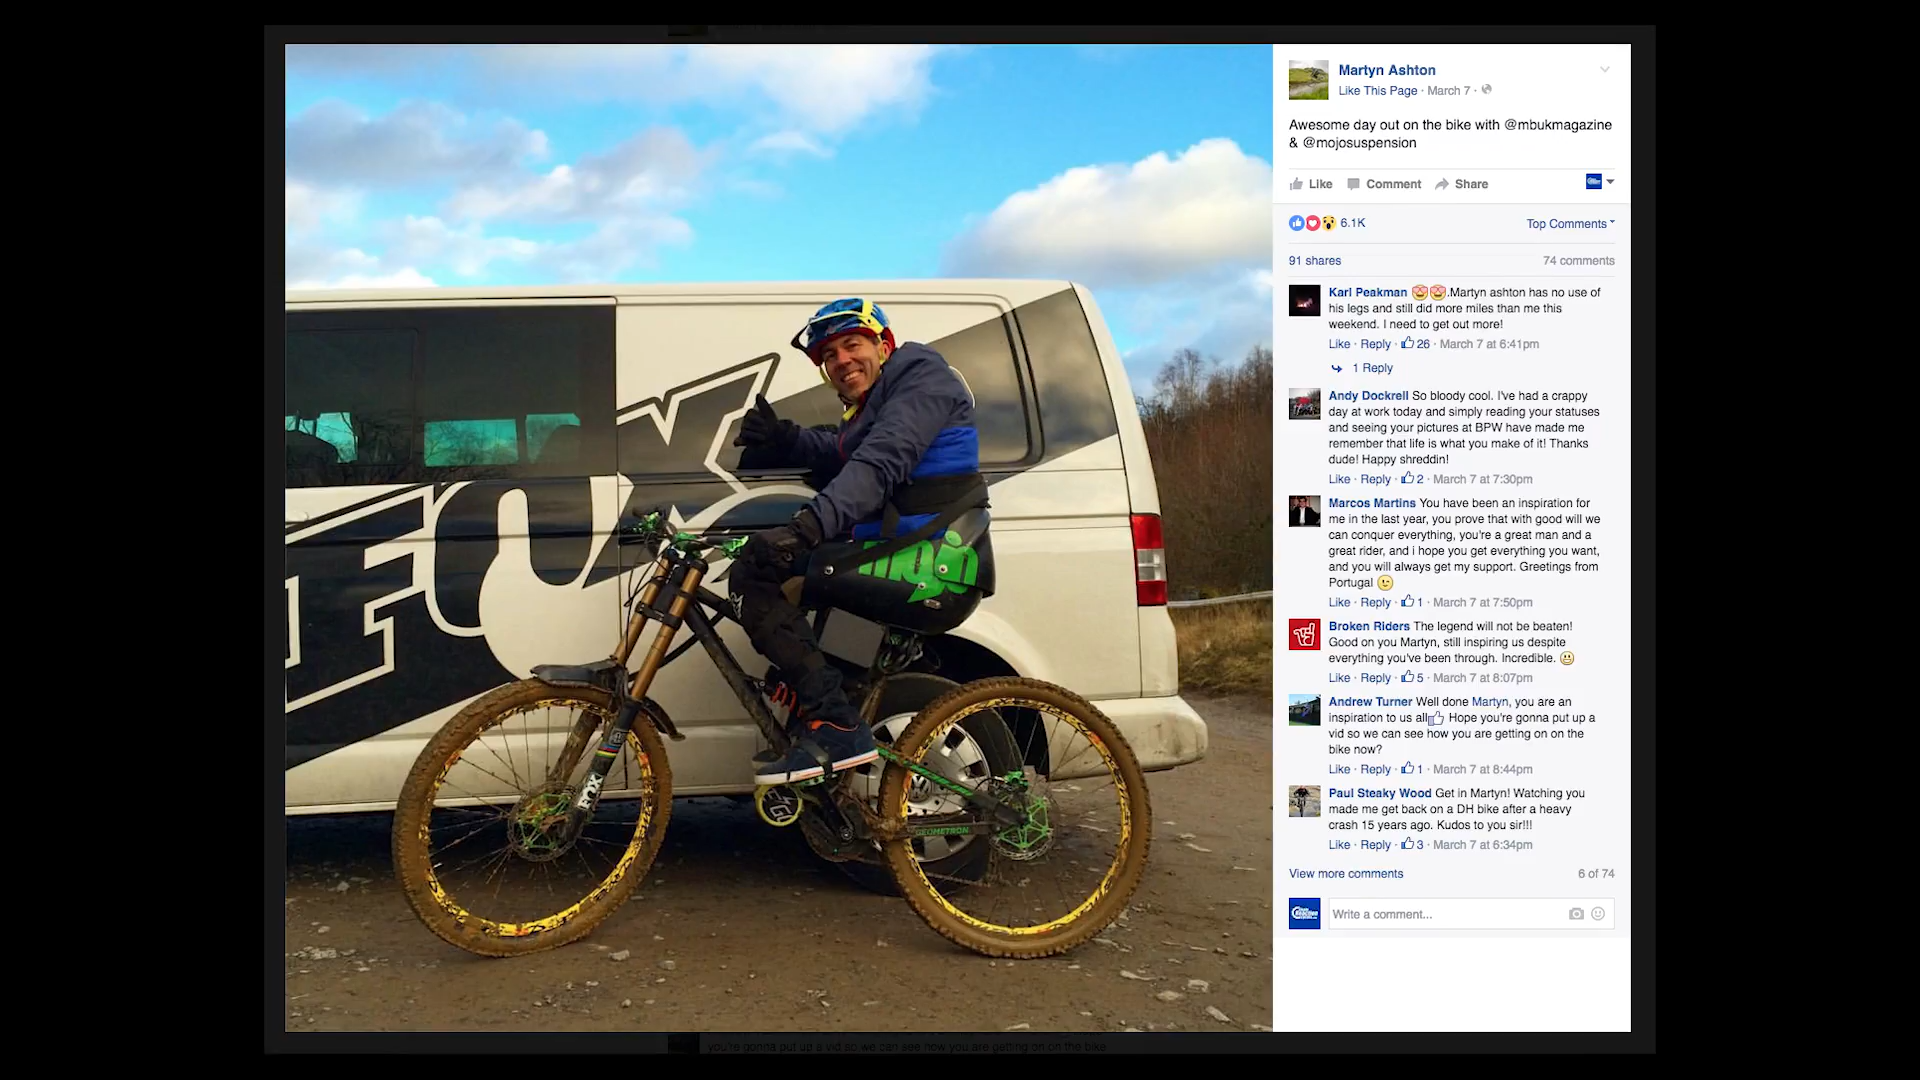 Martyn Ashton
Like This Page · March 7 ·
Awesome day out on the bike with @mbukmagazine
& @mojosuspension
Like Comment Share
6.1K Top Comments
91 shares 74 comments
Karl Peakman 😍😍.Martyn ashton has no use of
his legs and still did more miles than me this
weekend. I need to get out more!
Like · Reply · 26 · March 7 at 6:41pm
1 Reply
Andy Dockrell So bloody cool. I've had a crappy
day at work today and simply reading your statuses
and seeing your pictures at BPW have made me
remember that life is what you make of it! Thanks
dude! Happy shreddin!
Like · Reply · 2 · March 7 at 7:30pm
Marcos Martins You have been an inspiration for
me in the last year, you prove that with good will we
can conquer everything, you're a great man and a
great rider, and i hope you get everything you want,
and you will always get my support. Greetings from
Portugal 😉
Like · Reply · 1 · March 7 at 7:50pm
Broken Riders The legend will not be beaten!
Good on you Martyn, still inspiring us despite
everything you've been through. Incredible. 😀
Like · Reply · 5 · March 7 at 8:07pm
Andrew Turner Well done Martyn, you are an
inspiration to us all👍 Hope you're gonna put up a
vid so we can see how you are getting on on the
bike now?
Like · Reply · 1 · March 7 at 8:44pm
Paul Steaky Wood Get in Martyn! Watching you
made me get back on a DH bike after a heavy
crash 15 years ago. Kudos to you sir!!!
Like · Reply · 3 · March 7 at 6:34pm
View more comments 6 of 74
Write a comment...
FOX
mojo
FOX
GEOMETRON
you're gonna put up a vid so we can see how you are getting on on the bike